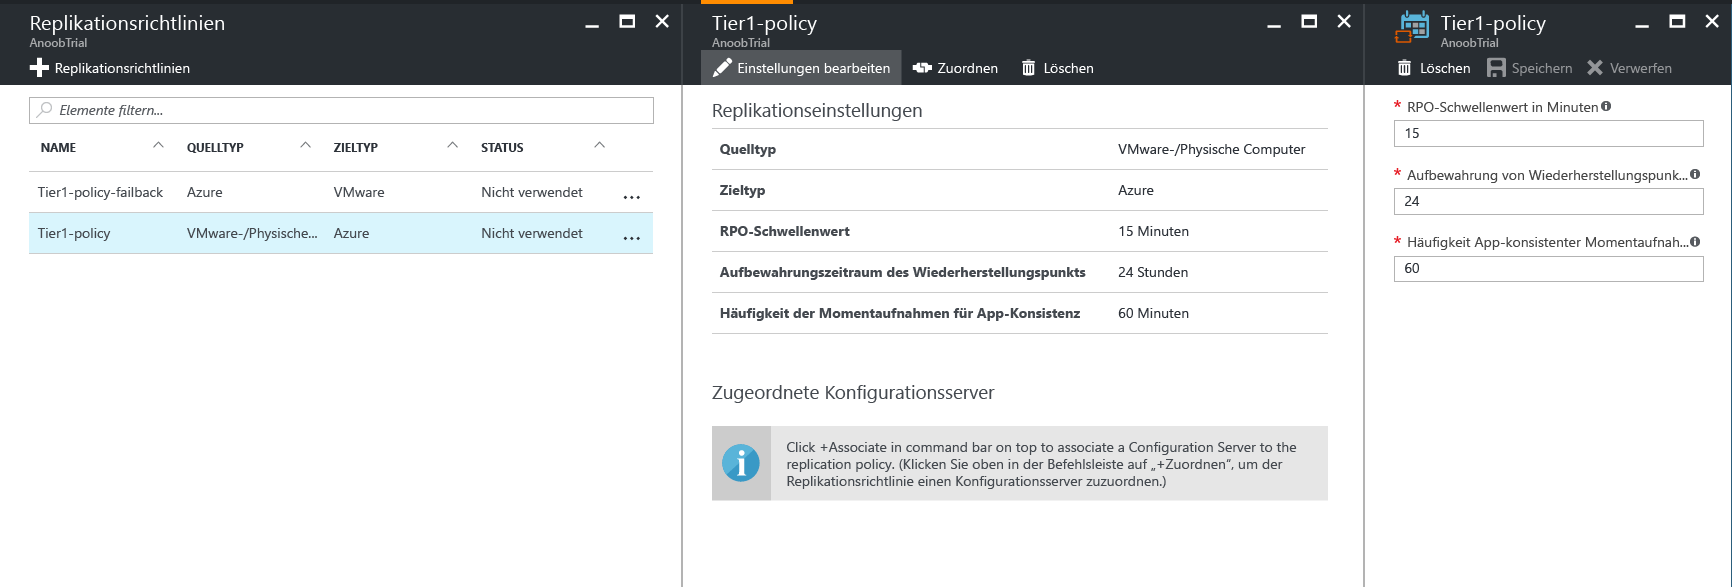 Replikationsrichtlinien
AnoobTrial
Replikationsrichtlinien
Elemente filtern...
NAME QUELLTYP ZIELTYP STATUS
Tier1-policy-failback Azure VMware Nicht verwendet ...
Tier1-policy VMware-/Physische... Azure Nicht verwendet ...
Tier1-policy
AnoobTrial
Einstellungen bearbeiten Zuordnen Löschen
Replikationseinstellungen
Quelltyp VMware-/Physische Computer
Zieltyp Azure
RPO-Schwellenwert 15 Minuten
Aufbewahrungszeitraum des Wiederherstellungspunkts 24 Stunden
Häufigkeit der Momentaufnahmen für App-Konsistenz 60 Minuten
Zugeordnete Konfigurationsserver
Click +Associate in command bar on top to associate a Configuration Server to the
replication policy. (Klicken Sie oben in der Befehlsleiste auf „+Zuordnen“, um der
Replikationsrichtlinie einen Konfigurationsserver zuzuordnen.)
Tier1-policy
AnoobTrial
Löschen Speichern Verwerfen
* RPO-Schwellenwert in Minuten
15
* Aufbewahrung von Wiederherstellungspunk...
24
* Häufigkeit App-konsistenter Momentaufnah...
60